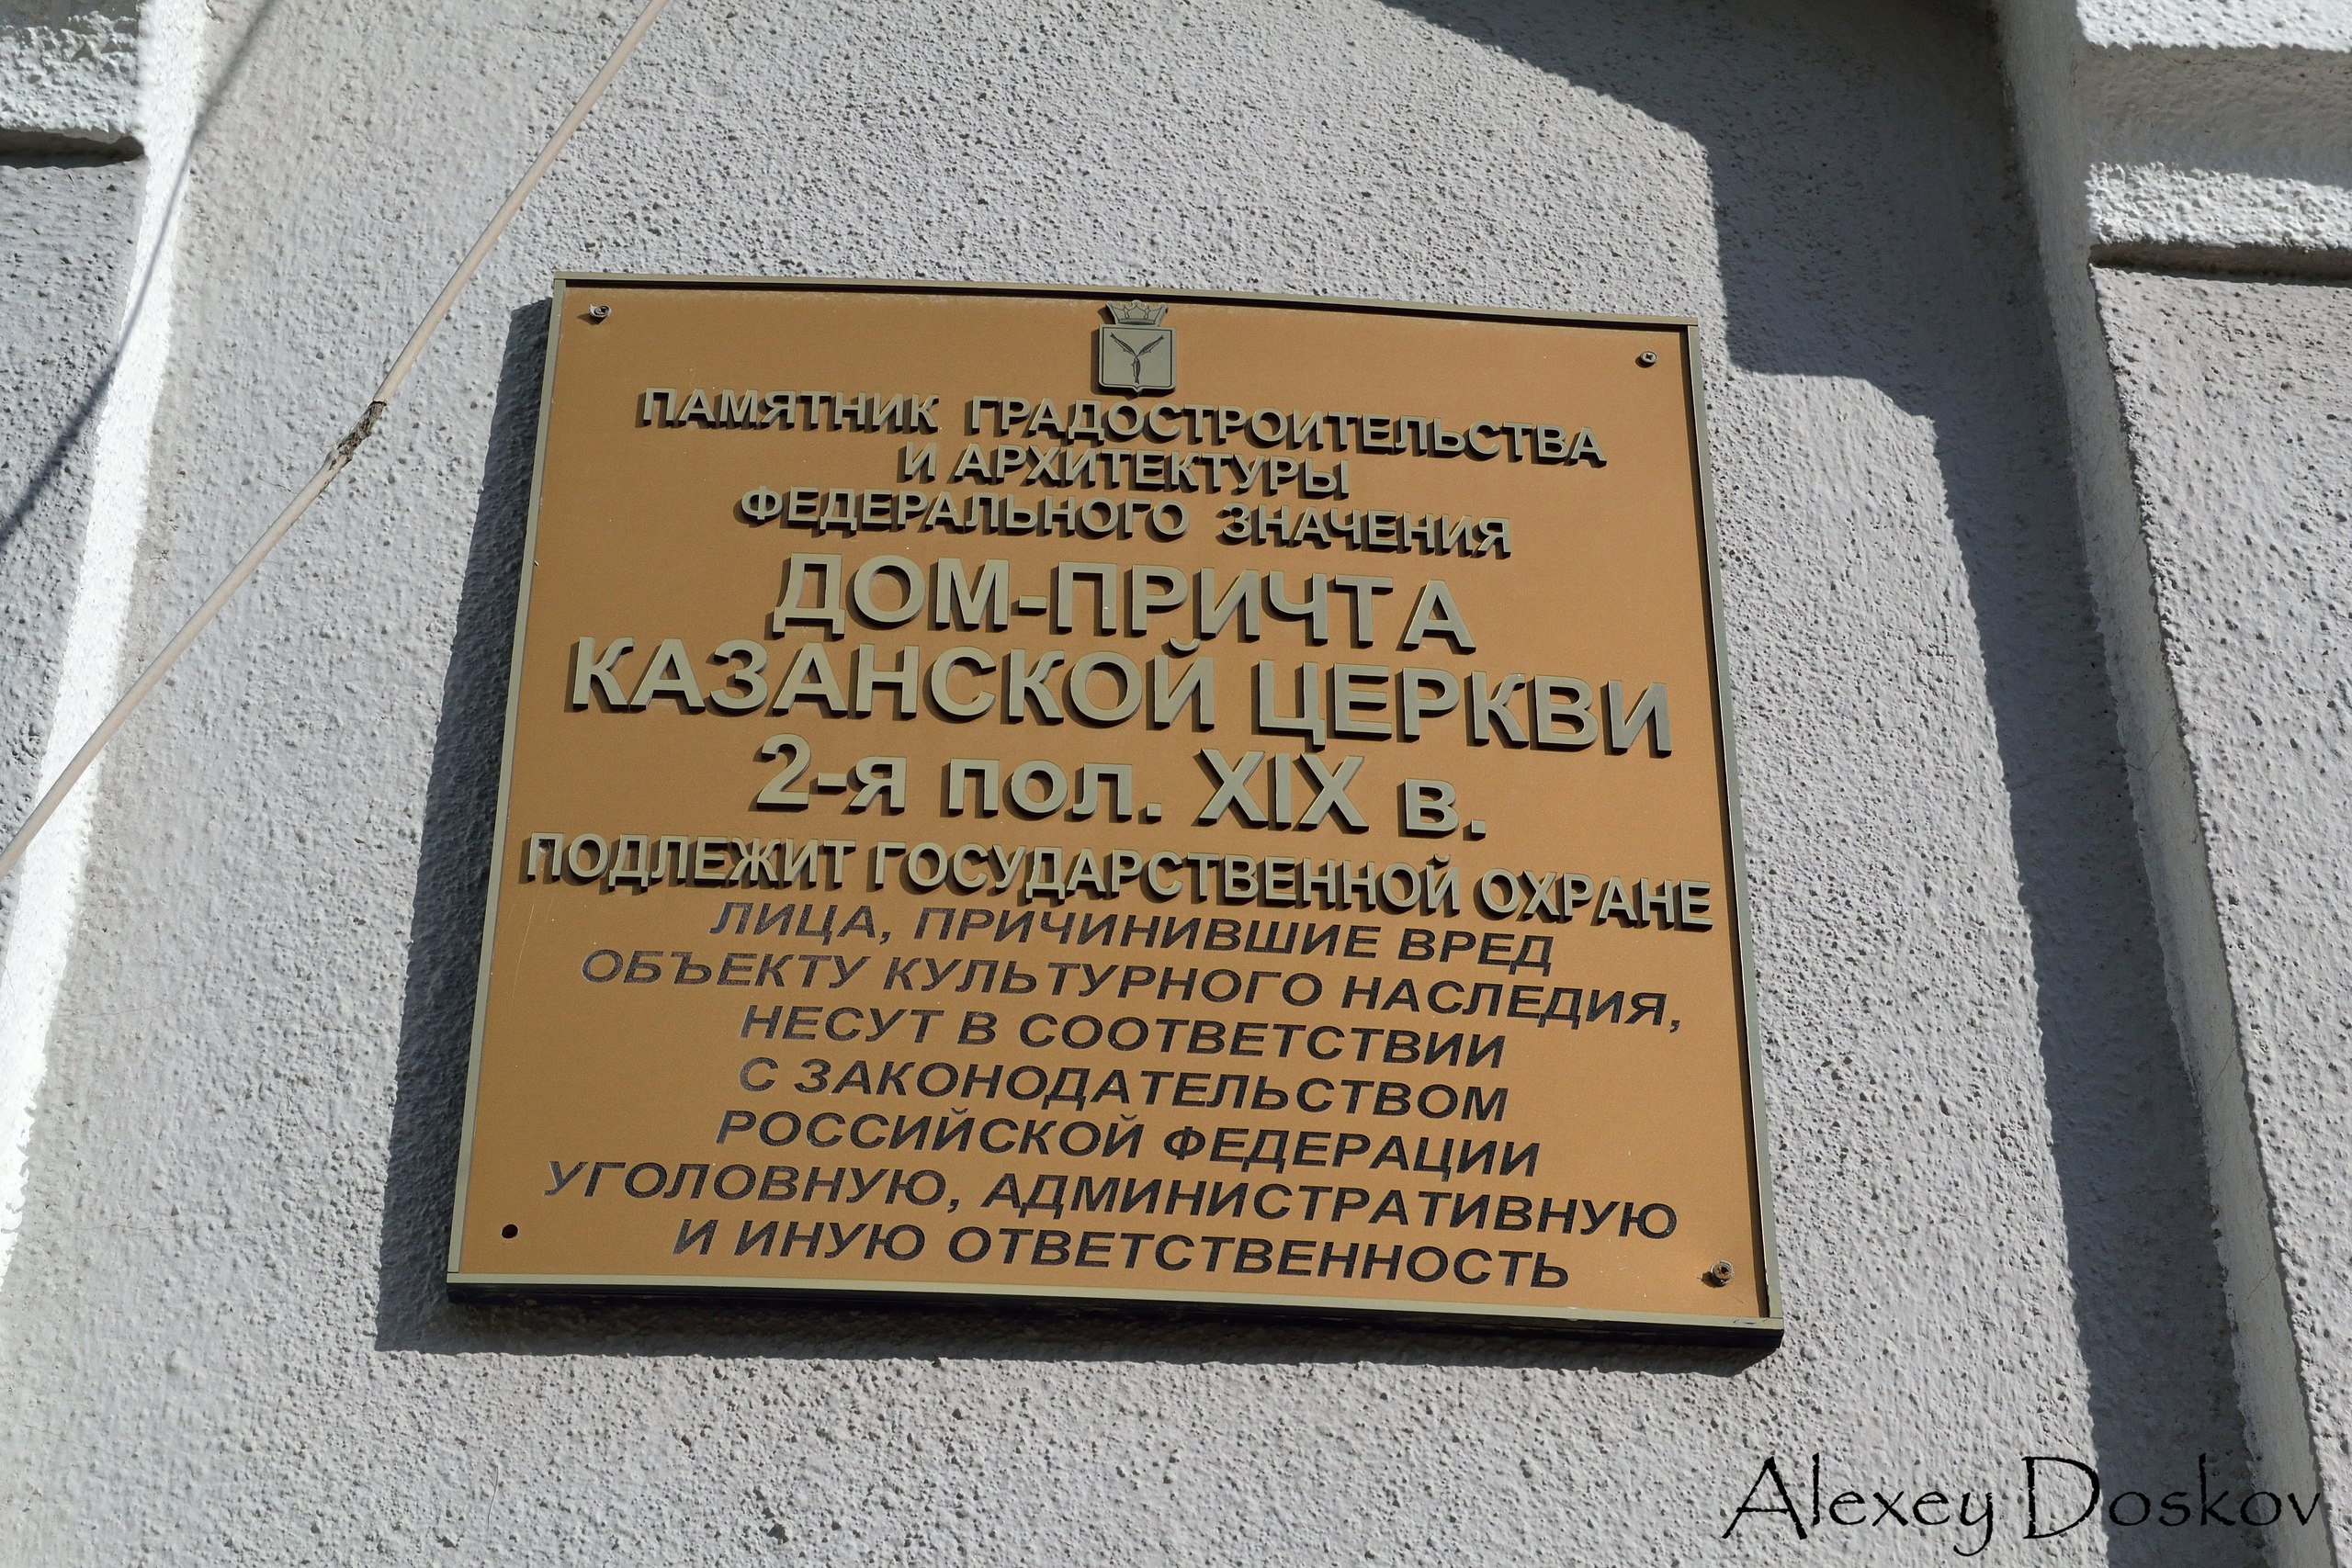 ПАМЯТНИК ГРАДОСТРОИТЕЛЬСТВА
И АРХИТЕКТУРЫ
ФЕДЕРАЛЬНОГО ЗНАЧЕНИЯ
ДОМ-ПРИЧТА
КАЗАНСКОЙ ЦЕРКВИ
2-я пол. XIX в.
ПОДЛЕЖИТ ГОСУДАРСТВЕННОЙ ОХРАНЕ
ЛИЦА, ПРИЧИНИВШИЕ ВРЕД
ОБЪЕКТУ КУЛЬТУРНОГО НАСЛЕДИЯ,
НЕСУТ В СООТВЕТСТВИИ
С ЗАКОНОДАТЕЛЬСТВОМ
РОССИЙСКОЙ ФЕДЕРАЦИИ
УГОЛОВНУЮ, АДМИНИСТРАТИВНУЮ
И ИНУЮ ОТВЕТСТВЕННОСТЬ
Alexey Doskov